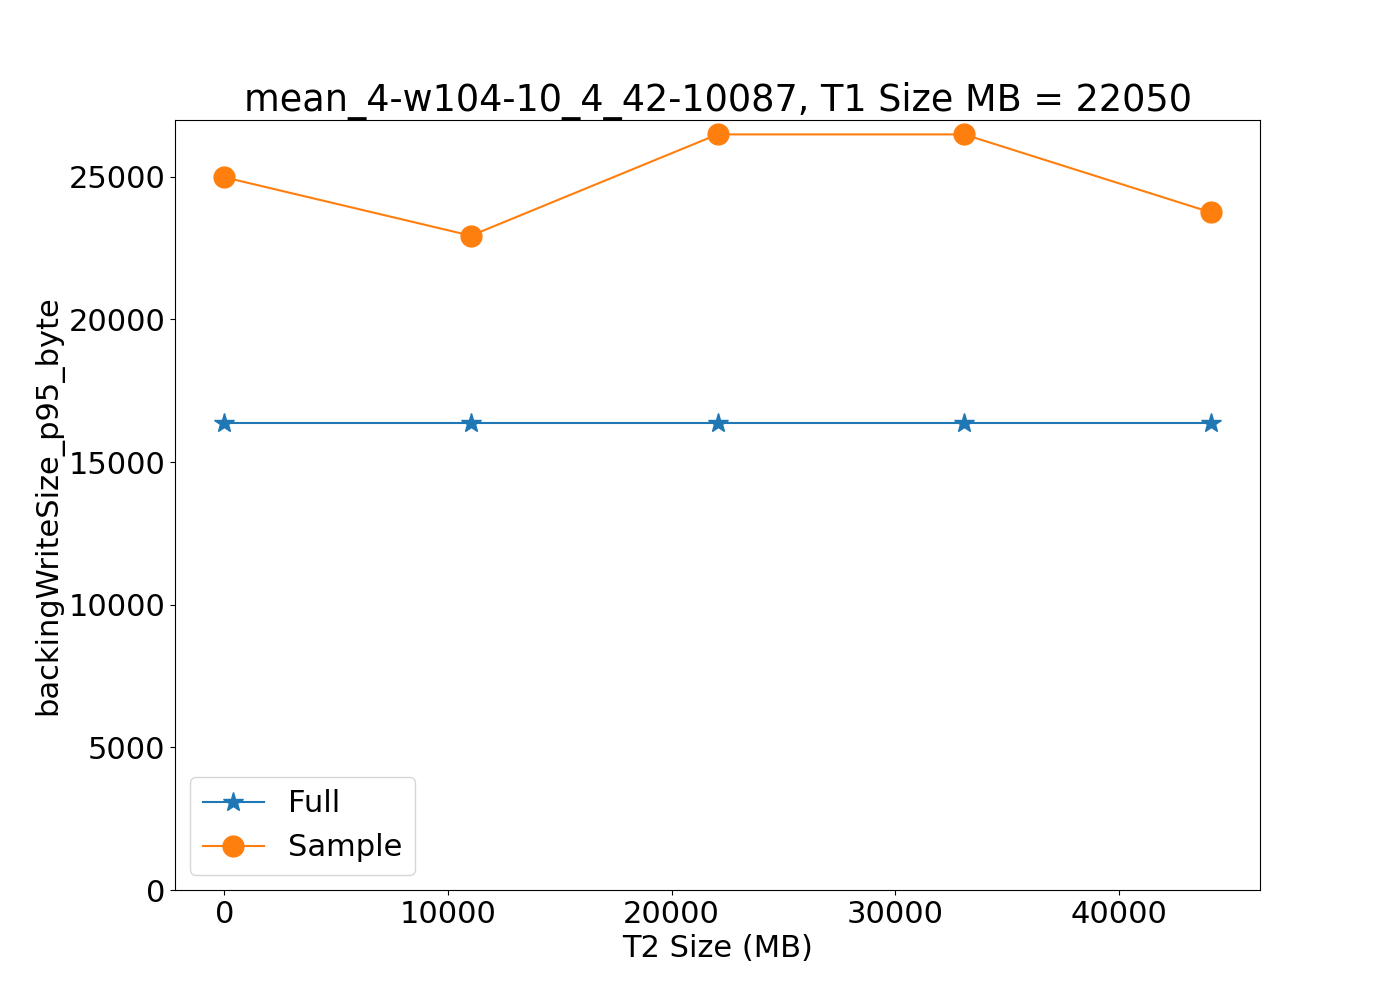 mean_4-w104-10_4_42-10087, T1 Size MB = 22050
backingWriteSize_p95_byte
25000
20000
15000
10000
5000
0
Full
Sample
0 10000 20000 30000 40000
T2 Size (MB)